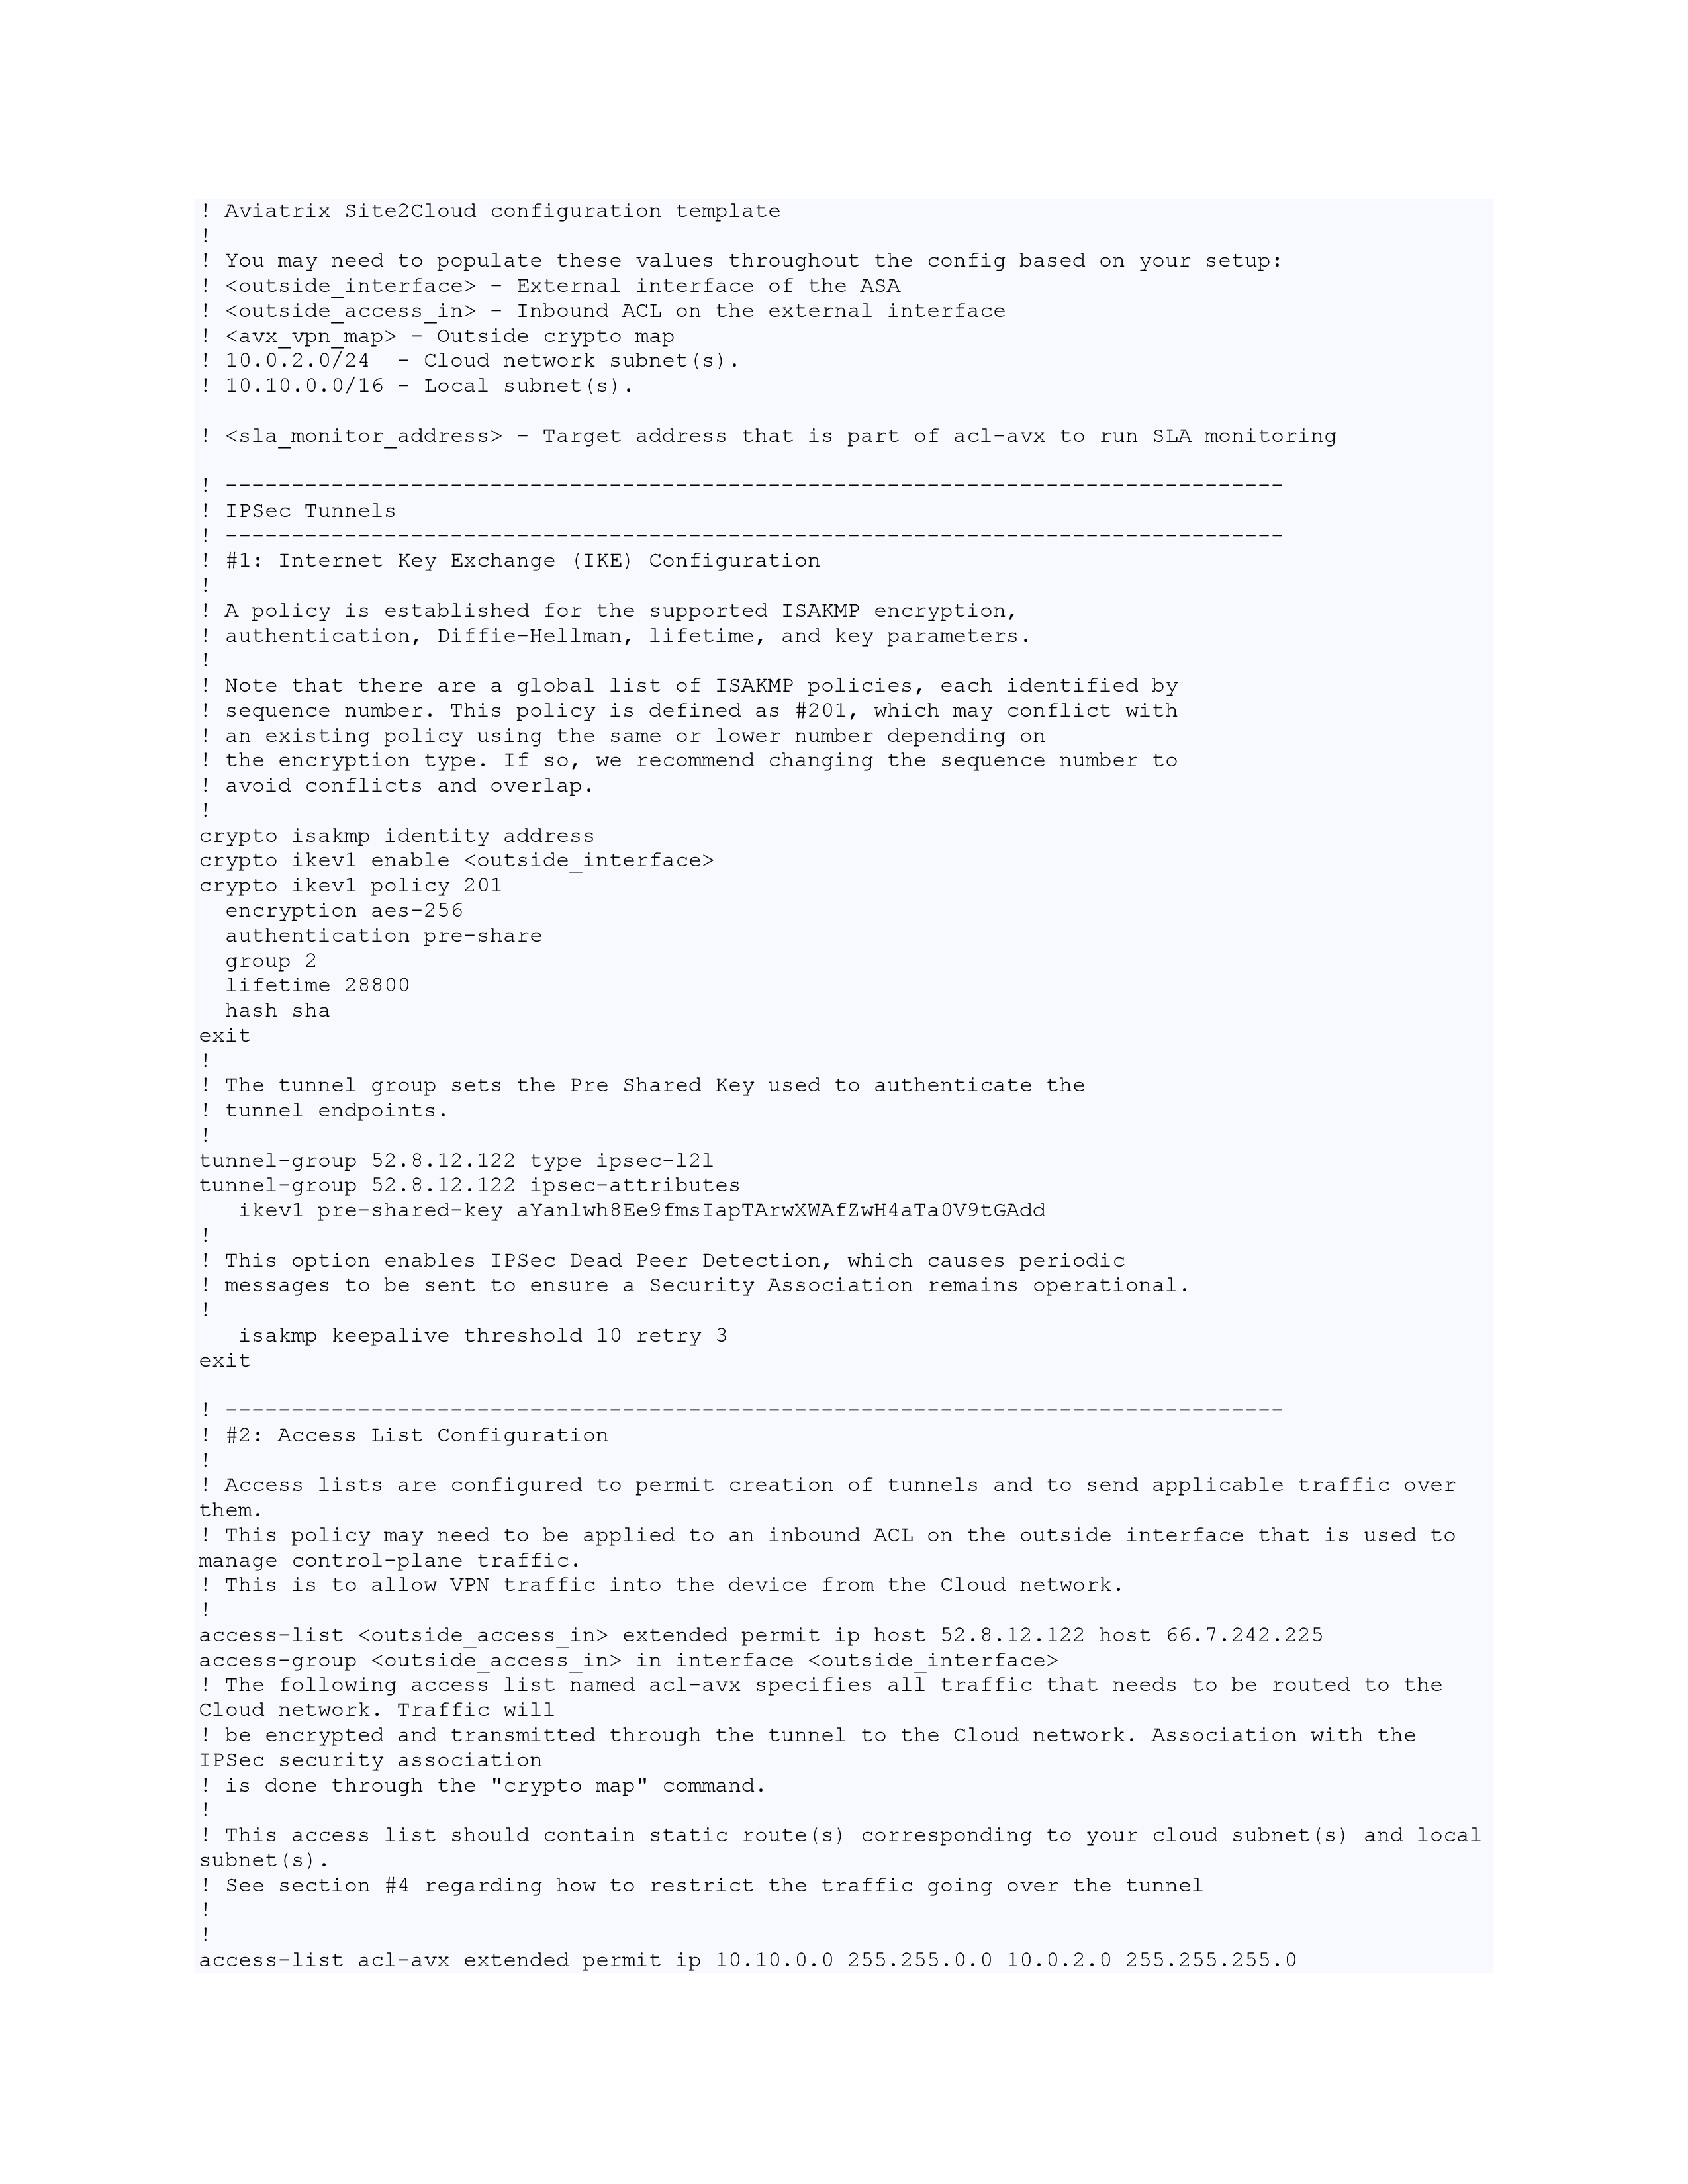 ! Aviatrix Site2Cloud configuration template
!
! You may need to populate these values throughout the config based on your setup:
! <outside_interface> - External interface of the ASA
! <outside_access_in> - Inbound ACL on the external interface
! <avx_vpn_map> - Outside crypto map
! 10.0.2.0/24  - Cloud network subnet(s).
! 10.10.0.0/16 - Local subnet(s).

! <sla_monitor_address> - Target address that is part of acl-avx to run SLA monitoring

! --------------------------------------------------------------------------------
! IPSec Tunnels
! --------------------------------------------------------------------------------
! #1: Internet Key Exchange (IKE) Configuration
!
! A policy is established for the supported ISAKMP encryption,
! authentication, Diffie-Hellman, lifetime, and key parameters.
!
! Note that there are a global list of ISAKMP policies, each identified by
! sequence number. This policy is defined as #201, which may conflict with
! an existing policy using the same or lower number depending on
! the encryption type. If so, we recommend changing the sequence number to
! avoid conflicts and overlap.
!
crypto isakmp identity address
crypto ikev1 enable <outside_interface>
crypto ikev1 policy 201
  encryption aes-256
  authentication pre-share
  group 2
  lifetime 28800
  hash sha
exit
!
! The tunnel group sets the Pre Shared Key used to authenticate the
! tunnel endpoints.
!
tunnel-group 52.8.12.122 type ipsec-l2l
tunnel-group 52.8.12.122 ipsec-attributes
   ikev1 pre-shared-key aYanlwh8Ee9fmsIapTArwXWAfZwH4aTa0V9tGAdd
!
! This option enables IPSec Dead Peer Detection, which causes periodic
! messages to be sent to ensure a Security Association remains operational.
!
   isakmp keepalive threshold 10 retry 3
exit

! --------------------------------------------------------------------------------
! #2: Access List Configuration
!
! Access lists are configured to permit creation of tunnels and to send applicable traffic over
them.
! This policy may need to be applied to an inbound ACL on the outside interface that is used to
manage control-plane traffic.
! This is to allow VPN traffic into the device from the Cloud network.
!
access-list <outside_access_in> extended permit ip host 52.8.12.122 host 66.7.242.225
access-group <outside_access_in> in interface <outside_interface>
! The following access list named acl-avx specifies all traffic that needs to be routed to the
Cloud network. Traffic will
! be encrypted and transmitted through the tunnel to the Cloud network. Association with the
IPSec security association
! is done through the "crypto map" command.
!
! This access list should contain static route(s) corresponding to your cloud subnet(s) and local
subnet(s).
! See section #4 regarding how to restrict the traffic going over the tunnel
!
!
access-list acl-avx extended permit ip 10.10.0.0 255.255.0.0 10.0.2.0 255.255.255.0